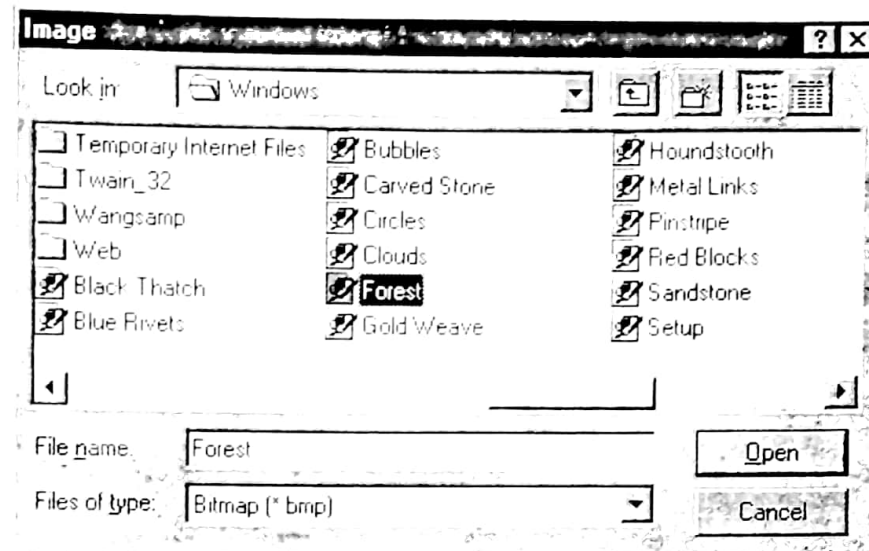 Image
Look in: Windows
Temporary Internet Files
Twain_32
Wangsamp
Web
Black Thatch
Blue Rivets
Bubbles
Carved Stone
Circles
Clouds
Forest
Gold Weave
Houndstooth
Metal Links
Pinstripe
Red Blocks
Sandstone
Setup
File name: Forest
Open
Files of type: Bitmap (*.bmp)
Cancel